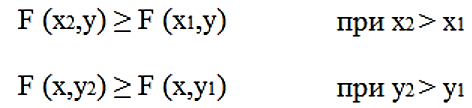 F (x₂,y) ≥ F (x₁,y) при x₂ > x₁
F (x,y₂) ≥ F (x,y₁) при y₂ > y₁